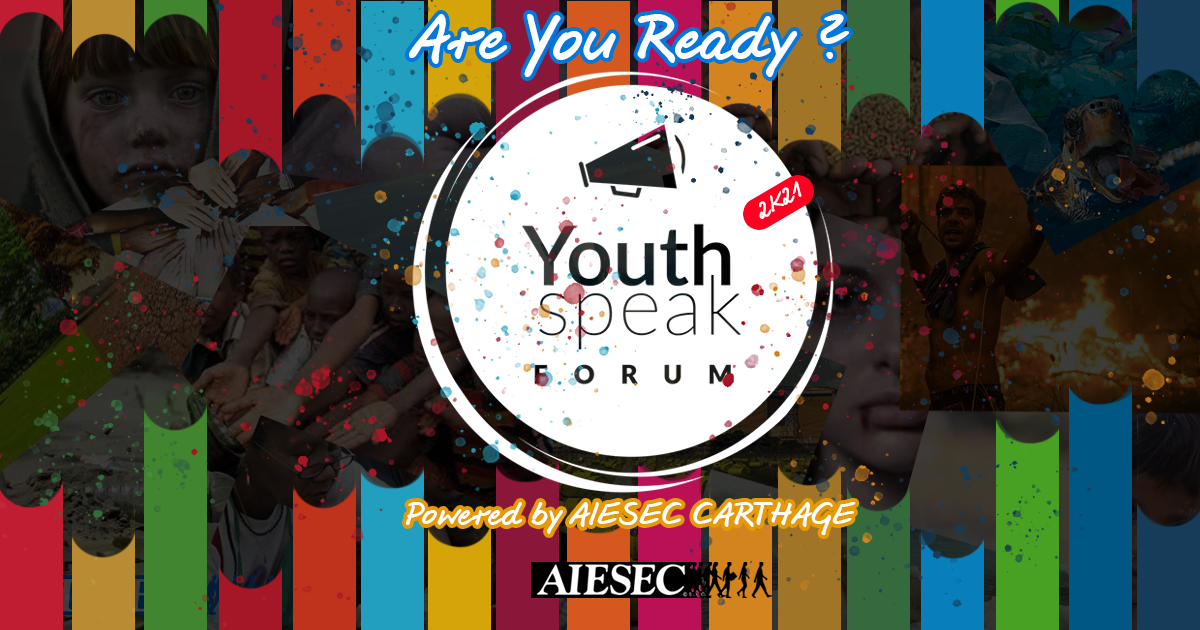 Are You Ready ?
2K21
Youth
speak
FORUM
Powered by AIESEC CARTHAGE
AIESEC